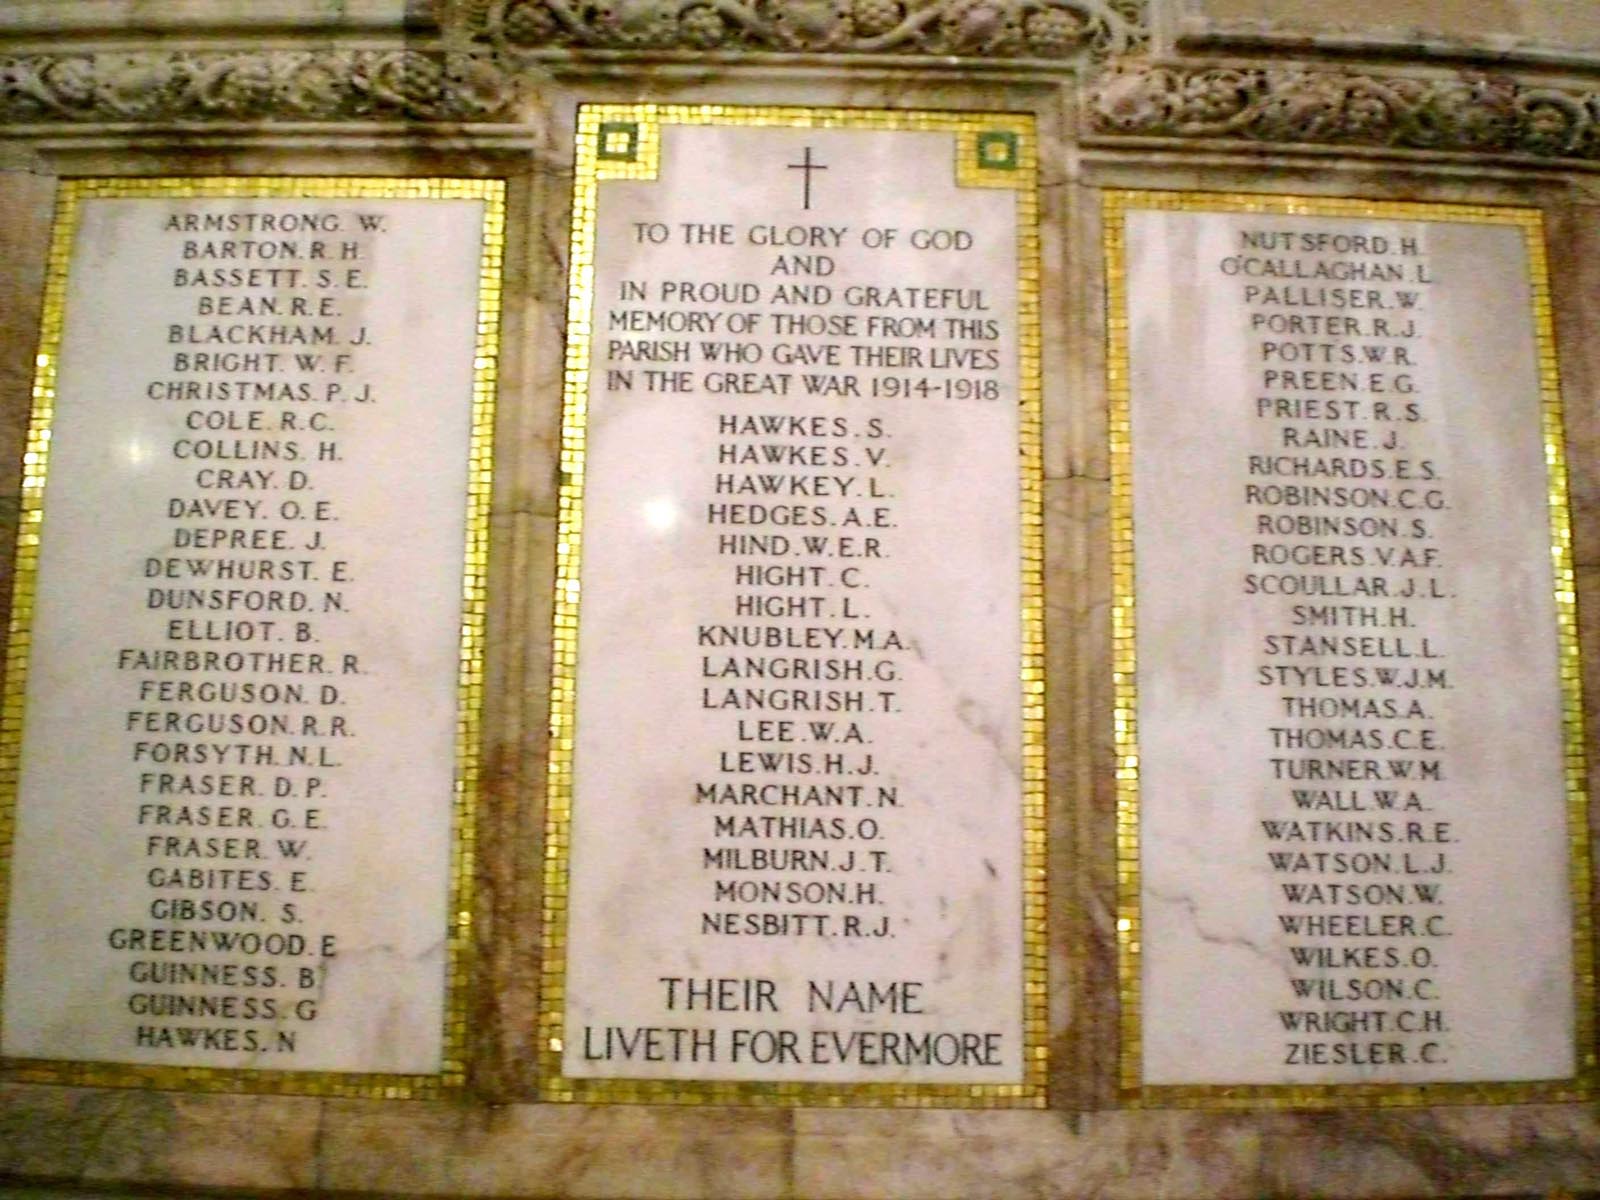 ARMSTRONG. W.
BARTON. R. H.
BASSETT. S. E.
BEAN. R. E.
BLACKHAM. J.
BRIGHT. W. F.
CHRISTMAS. P. J.
COLE. R. C.
COLLINS. H.
CRAY. D.
DAVEY. O. E.
DEPREE. J.
DEWHURST. E.
DUNSFORD. N.
ELLIOT. B.
FAIRBROTHER. R.
FERGUSON. D.
FERGUSON. R. R.
FORSYTH. N. L.
FRASER. D. P.
FRASER. G. E.
FRASER. W.
GABITES. E.
GIBSON. S.
GREENWOOD. E
GUINNESS. B
GUINNESS. G
HAWKES. N
TO THE GLORY OF GOD
AND
IN PROUD AND GRATEFUL
MEMORY OF THOSE FROM THIS
PARISH WHO GAVE THEIR LIVES
IN THE GREAT WAR 1914-1918
HAWKES. S.
HAWKES. V.
HAWKEY. L.
HEDGES. A. E.
HIND. W. E. R.
HIGHT. C.
HIGHT. L.
KNUBLEY. M. A.
LANGRISH. G.
LANGRISH. T.
LEE. W. A.
LEWIS. H. J.
MARCHANT. N.
MATHIAS. O.
MILBURN. J. T.
MONSON. H.
NESBITT. R. J.
THEIR NAME
LIVETH FOR EVERMORE
NUTSFORD. H.
O'CALLAGHAN. L
PALLISER. W.
PORTER. R. J.
POTTS. W. R.
PREEN. E. G.
PRIEST. R. S.
RAINE. J.
RICHARDS. E. S.
ROBINSON. C. G.
ROBINSON. S.
ROGERS. V. A. F.
SCOULLAR. J. L.
SMITH. H.
STANSELL. L.
STYLES. W. J. M.
THOMAS. A.
THOMAS. C. E.
TURNER. W. M.
WALL. W. A.
WATKINS. R. E.
WATSON. L. J.
WATSON. W.
WHEELER. C.
WILKES. O.
WILSON. C.
WRIGHT. C. H.
ZIESLER. C.